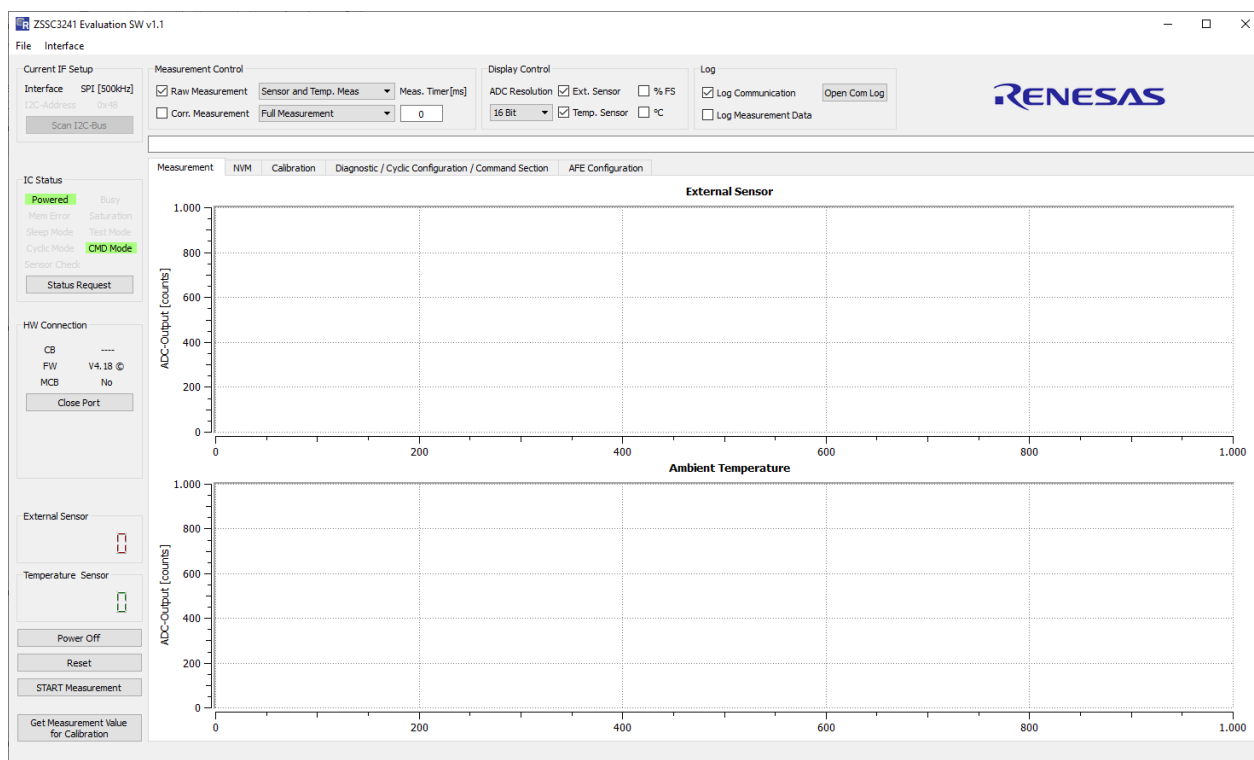 ZSSC3241 Evaluation SW v1.1
File Interface
Current IF Setup
Interface SPI [500kHz]
I2C-Address 0x48
Scan I2C-Bus
Measurement Control
Raw Measurement Sensor and Temp. Meas Meas. Timer[ms]
Corr. Measurement Full Measurement 0
Display Control
ADC Resolution Ext. Sensor % FS
16 Bit Temp. Sensor °C
Log
Log Communication Open Com Log
Log Measurement Data
RENESAS
Measurement NVM Calibration Diagnostic / Cyclic Configuration / Command Section AFE Configuration
IC Status
Powered Busy
Mem Error Saturation
Sleep Mode Test Mode
Cyclic Mode CMD Mode
Sensor Check
Status Request
HW Connection
CB ----
FW V4.18 ©
MCB No
Close Port
External Sensor
0
Temperature Sensor
0
Power Off
Reset
START Measurement
Get Measurement Value
for Calibration
External Sensor
ADC-Output [counts]
1.000
800
600
400
200
0
0 200 400 600 800 1.000
Ambient Temperature
ADC-Output [counts]
1.000
800
600
400
200
0
0 200 400 600 800 1.000